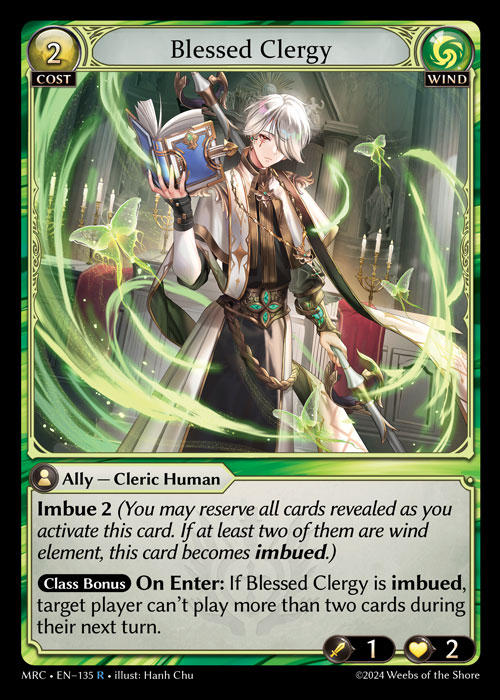 2
COST
Blessed Clergy
WIND
Ally — Cleric Human
Imbue 2 (You may reserve all cards revealed as you
activate this card. If at least two of them are wind
element, this card becomes imbued.)
Class Bonus On Enter: If Blessed Clergy is imbued,
target player can't play more than two cards during
their next turn.
1
2
MRC • EN–135 R • illust: Hanh Chu
©2024 Weebs of the Shore